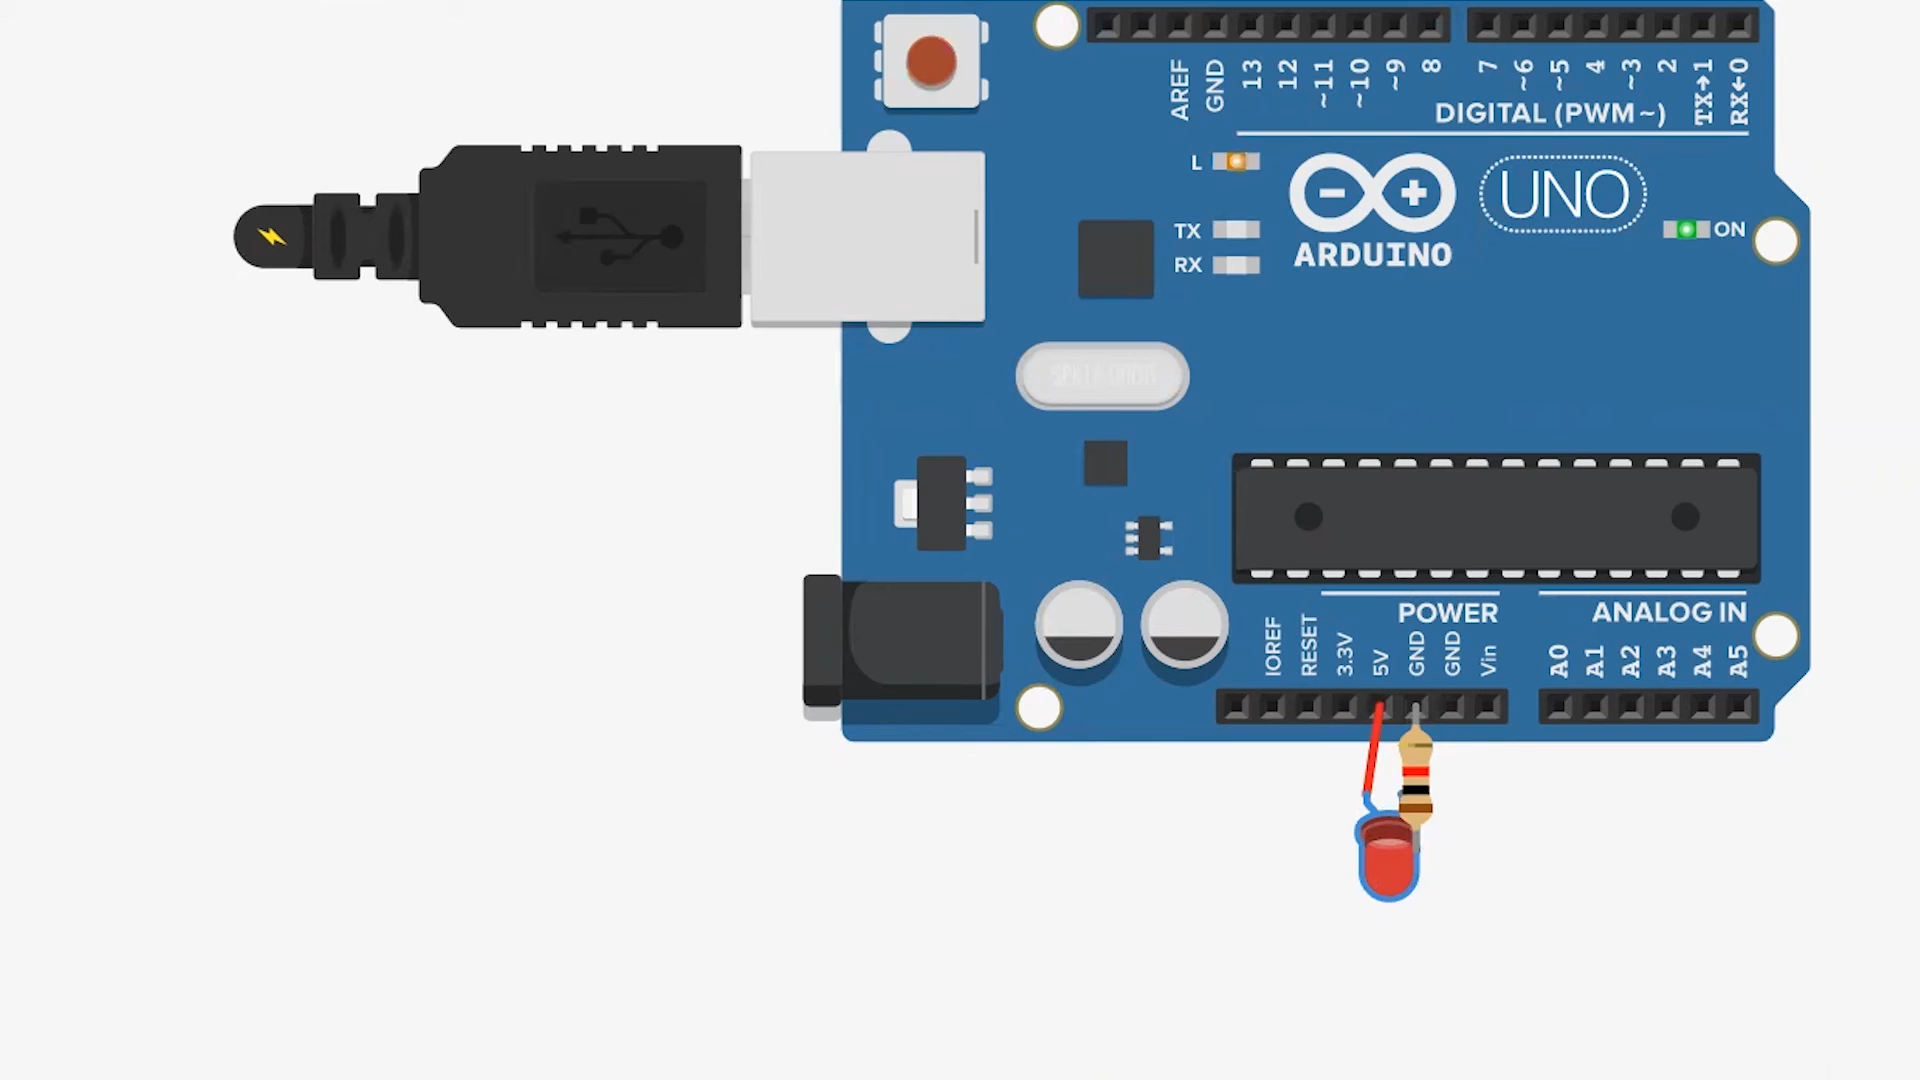 AREF
GND
13
12
~11
~10
~9
8
7
~6
~5
4
~3
2
TX→1
RX←0
DIGITAL (PWM ~)
L
TX
RX
ARDUINO
UNO
ON
POWER
ANALOG IN
IOREF
RESET
3.3V
5V
GND
GND
Vin
A0
A1
A2
A3
A4
A5